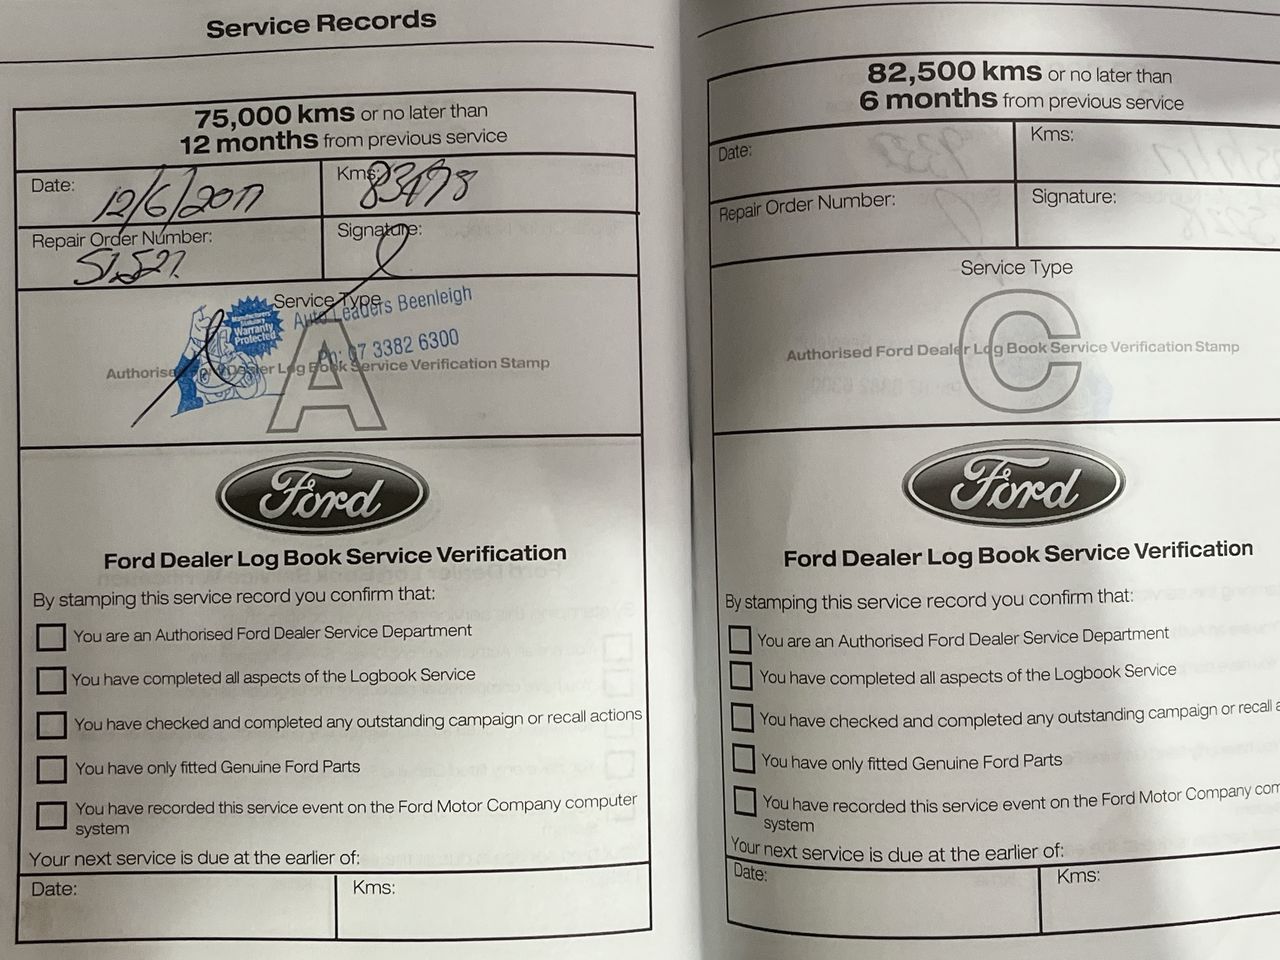 Service Records
75,000 kms or no later than
12 months from previous service
Date: 12/6/2017
Kms: 83498
Repair Order Number: 51527
Signature:
Service Type
A
Manufacturers Statutory Warranty Protected
Auto Leaders Beenleigh
Ph: 07 3382 6300
Authorised Ford Dealer Log Book Service Verification Stamp
Ford
Ford Dealer Log Book Service Verification
By stamping this service record you confirm that:
You are an Authorised Ford Dealer Service Department
You have completed all aspects of the Logbook Service
You have checked and completed any outstanding campaign or recall actions
You have only fitted Genuine Ford Parts
You have recorded this service event on the Ford Motor Company computer
system
Your next service is due at the earlier of:
Date:
Kms:
82,500 kms or no later than
6 months from previous service
Date:
Kms:
Repair Order Number:
Signature:
Service Type
C
Authorised Ford Dealer Log Book Service Verification Stamp
Ford
Ford Dealer Log Book Service Verification
By stamping this service record you confirm that:
You are an Authorised Ford Dealer Service Department
You have completed all aspects of the Logbook Service
You have checked and completed any outstanding campaign or recall a
You have only fitted Genuine Ford Parts
You have recorded this service event on the Ford Motor Company com
system
Your next service is due at the earlier of:
Date:
Kms: